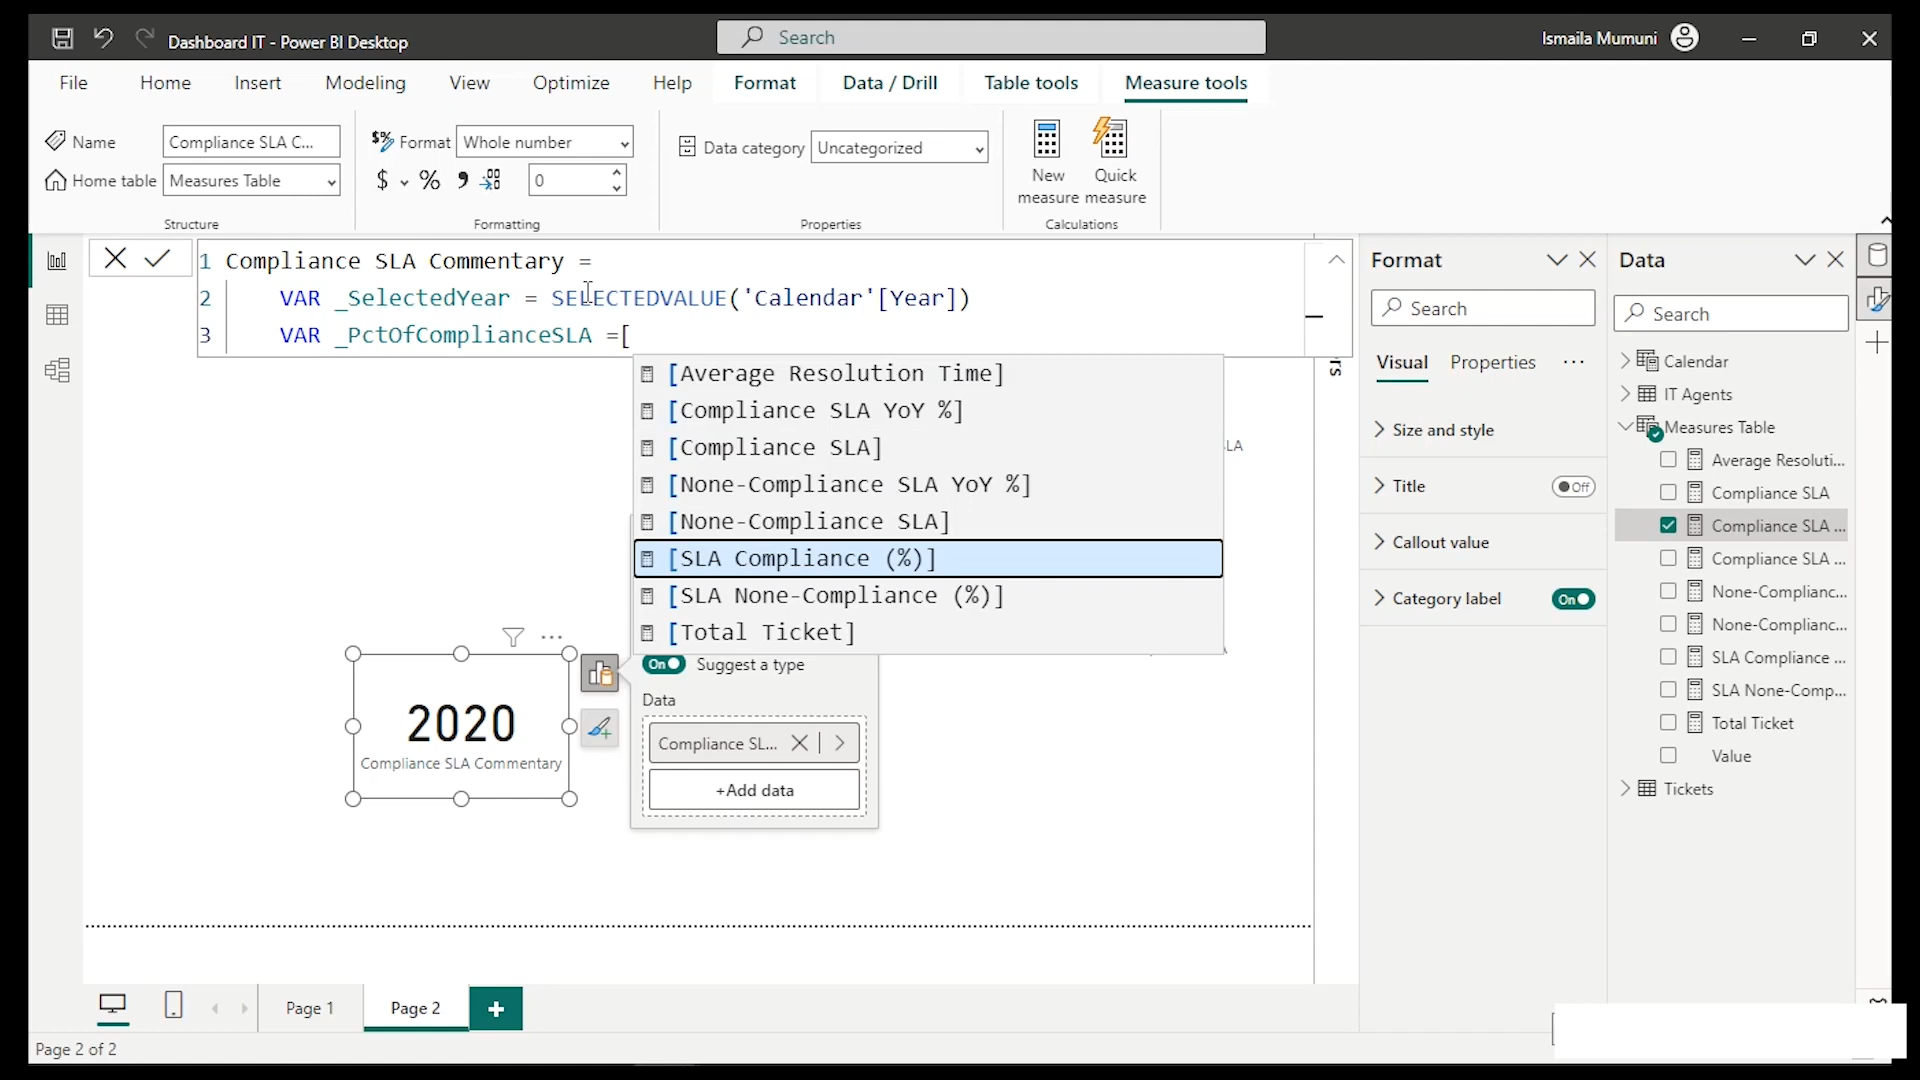 Dashboard IT - Power BI Desktop
Search
Ismaila Mumuni
File Home Insert Modeling View Optimize Help Format Data / Drill Table tools Measure tools
Name Compliance SLA C...
Home table Measures Table
Structure
Format Whole number
$ % 0
Formatting
Data category Uncategorized
Properties
New measure
Quick measure
Calculations
1 Compliance SLA Commentary =
2 VAR _SelectedYear = SELECTEDVALUE('Calendar'[Year])
3 VAR _PctOfComplianceSLA =[
[Average Resolution Time]
[Compliance SLA YoY %]
[Compliance SLA]
[None-Compliance SLA YoY %]
[None-Compliance SLA]
[SLA Compliance (%)]
[SLA None-Compliance (%)]
[Total Ticket]
LA
rs
On Suggest a type
Data
Compliance SL...
+Add data
2020
Compliance SLA Commentary
Format
Search
Visual Properties ...
Size and style
Title Off
Callout value
Category label On
Data
Search
Calendar
IT Agents
Measures Table
Average Resoluti...
Compliance SLA
Compliance SLA ...
Compliance SLA ...
None-Complianc...
None-Complianc...
SLA Compliance ...
SLA None-Comp...
Total Ticket
Value
Tickets
Page 1
Page 2
+
Page 2 of 2